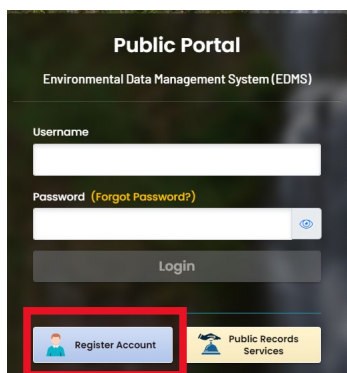 Public Portal
Environmental Data Management System (EDMS)
Username
Password (Forgot Password?)
Login
Register Account
Public Records
Services